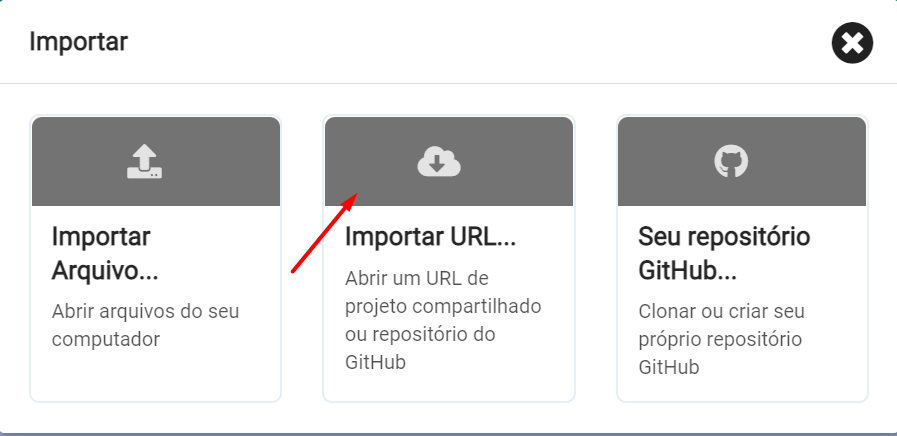 Importar
Importar
Arquivo...
Abrir arquivos do seu
computador
Importar URL...
Abrir um URL de
projeto compartilhado
ou repositório do
GitHub
Seu repositório
GitHub...
Clonar ou criar seu
próprio repositório
GitHub